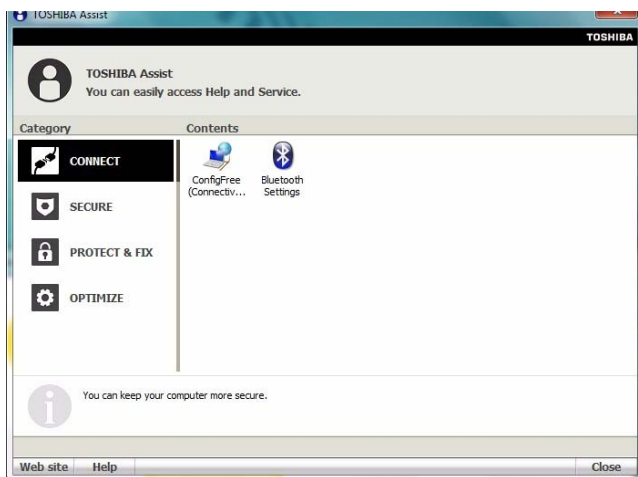 TOSHIBA Assist
TOSHIBA
TOSHIBA Assist
You can easily access Help and Service.
Category
Contents
CONNECT
SECURE
PROTECT & FIX
OPTIMIZE
ConfigFree
(Connectiv...
Bluetooth
Settings
You can keep your computer more secure.
Web site
Help
Close